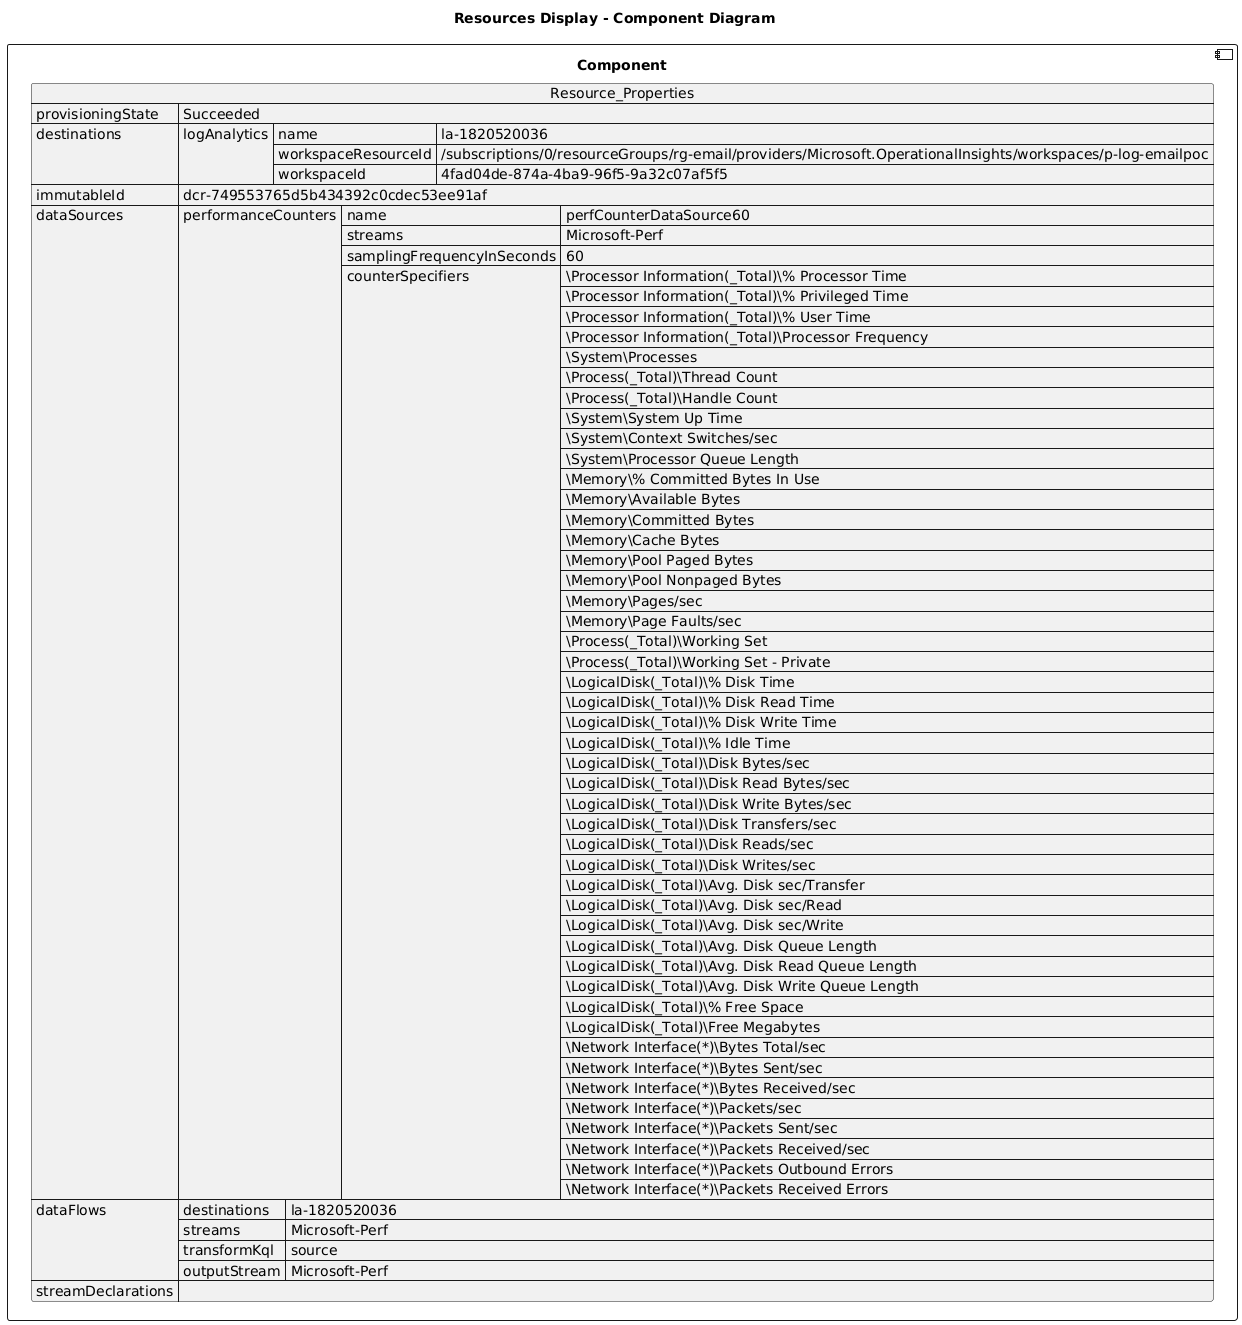 Resources Display - Component Diagram
Component
Resource_Properties
provisioningState Succeeded
destinations logAnalytics name la-1820520036
workspaceResourceId /subscriptions/0/resourceGroups/rg-email/providers/Microsoft.OperationalInsights/workspaces/p-log-emailpoc
workspaceId 4fad04de-874a-4ba9-96f5-9a32c07af5f5
immutableId dcr-749553765d5b434392c0cdec53ee91af
dataSources performanceCounters name perfCounterDataSource60
streams Microsoft-Perf
samplingFrequencyInSeconds 60
counterSpecifiers \Processor Information(_Total)\% Processor Time
\Processor Information(_Total)\% Privileged Time
\Processor Information(_Total)\% User Time
\Processor Information(_Total)\Processor Frequency
\System\Processes
\Process(_Total)\Thread Count
\Process(_Total)\Handle Count
\System\System Up Time
\System\Context Switches/sec
\System\Processor Queue Length
\Memory\% Committed Bytes In Use
\Memory\Available Bytes
\Memory\Committed Bytes
\Memory\Cache Bytes
\Memory\Pool Paged Bytes
\Memory\Pool Nonpaged Bytes
\Memory\Pages/sec
\Memory\Page Faults/sec
\Process(_Total)\Working Set
\Process(_Total)\Working Set - Private
\LogicalDisk(_Total)\% Disk Time
\LogicalDisk(_Total)\% Disk Read Time
\LogicalDisk(_Total)\% Disk Write Time
\LogicalDisk(_Total)\% Idle Time
\LogicalDisk(_Total)\Disk Bytes/sec
\LogicalDisk(_Total)\Disk Read Bytes/sec
\LogicalDisk(_Total)\Disk Write Bytes/sec
\LogicalDisk(_Total)\Disk Transfers/sec
\LogicalDisk(_Total)\Disk Reads/sec
\LogicalDisk(_Total)\Disk Writes/sec
\LogicalDisk(_Total)\Avg. Disk sec/Transfer
\LogicalDisk(_Total)\Avg. Disk sec/Read
\LogicalDisk(_Total)\Avg. Disk sec/Write
\LogicalDisk(_Total)\Avg. Disk Queue Length
\LogicalDisk(_Total)\Avg. Disk Read Queue Length
\LogicalDisk(_Total)\Avg. Disk Write Queue Length
\LogicalDisk(_Total)\% Free Space
\LogicalDisk(_Total)\Free Megabytes
\Network Interface(*)\Bytes Total/sec
\Network Interface(*)\Bytes Sent/sec
\Network Interface(*)\Bytes Received/sec
\Network Interface(*)\Packets/sec
\Network Interface(*)\Packets Sent/sec
\Network Interface(*)\Packets Received/sec
\Network Interface(*)\Packets Outbound Errors
\Network Interface(*)\Packets Received Errors
dataFlows destinations la-1820520036
streams Microsoft-Perf
transformKql source
outputStream Microsoft-Perf
streamDeclarations